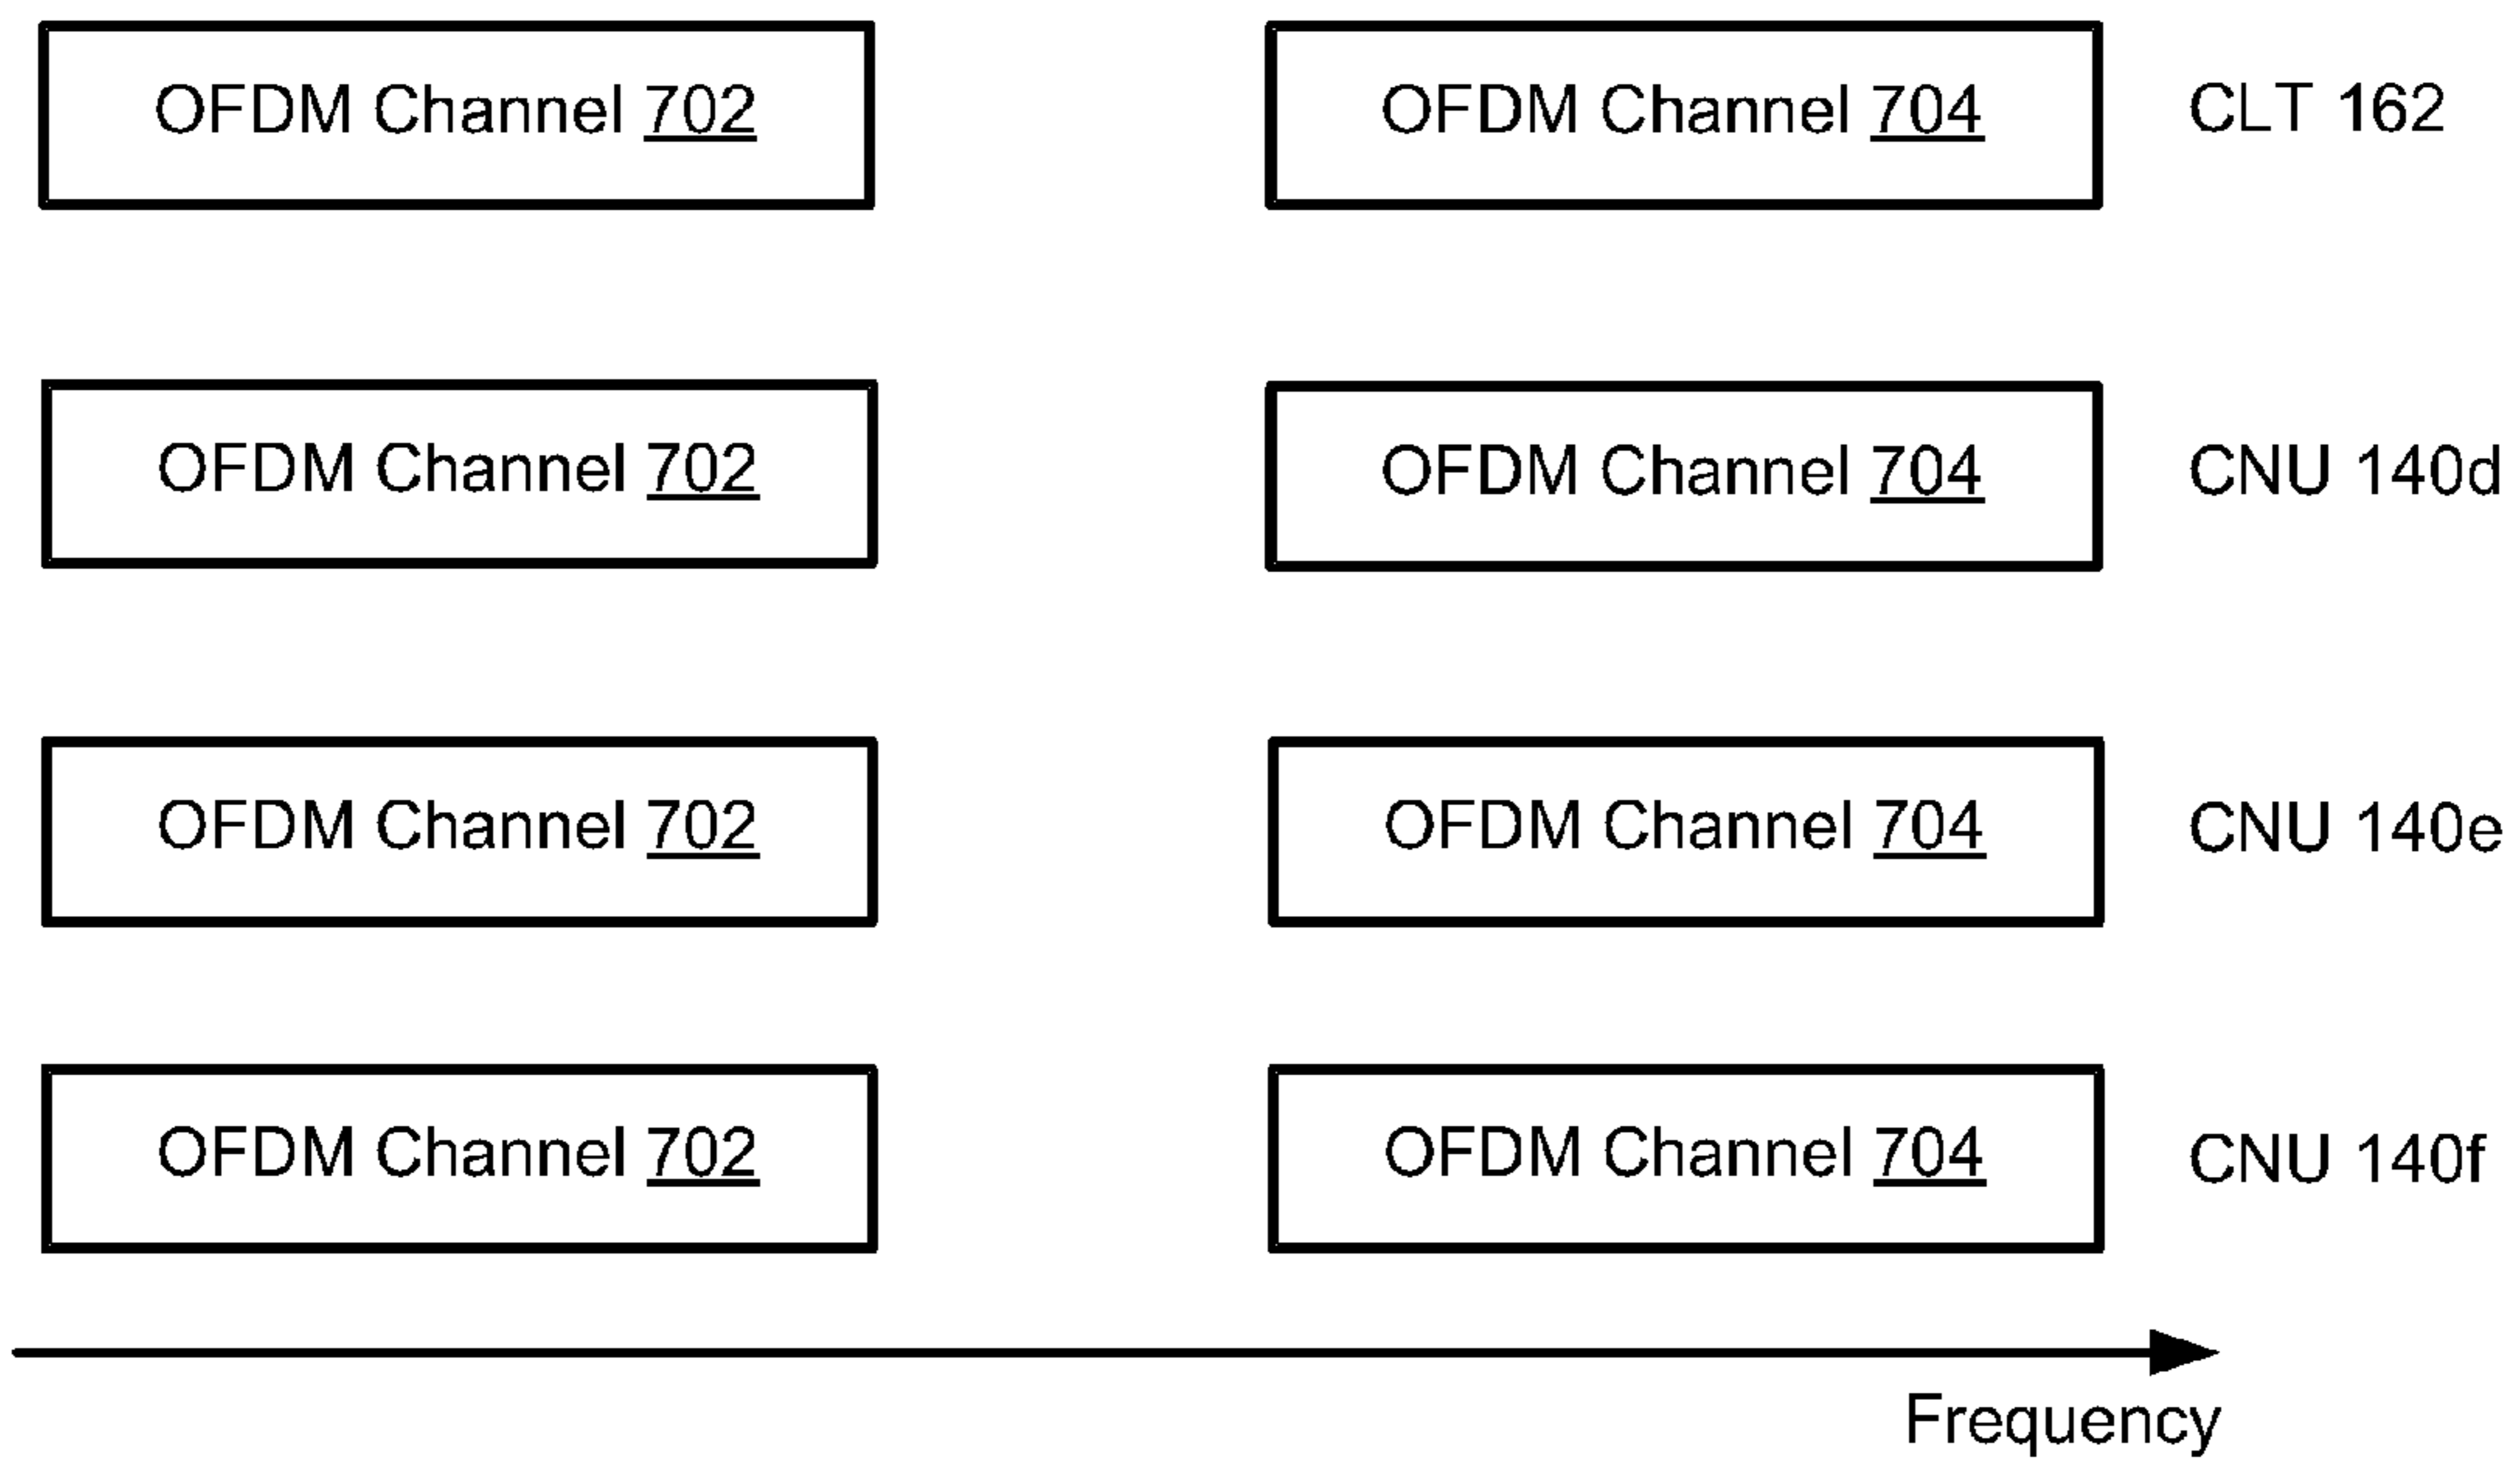 OFDM Channel 702 OFDM Channel 704 CLT 162
OFDM Channel 702 OFDM Channel 704 CNU 140d
OFDM Channel 702 OFDM Channel 704 CNU 140e
OFDM Channel 702 OFDM Channel 704 CNU 140f
Frequency